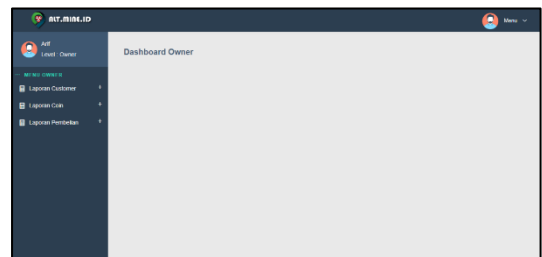 ALT.MINE.ID
Menu
Arif
Level : Owner
Dashboard Owner
MENU OWNER
Laporan Customer
Laporan Coin
Laporan Pembelian